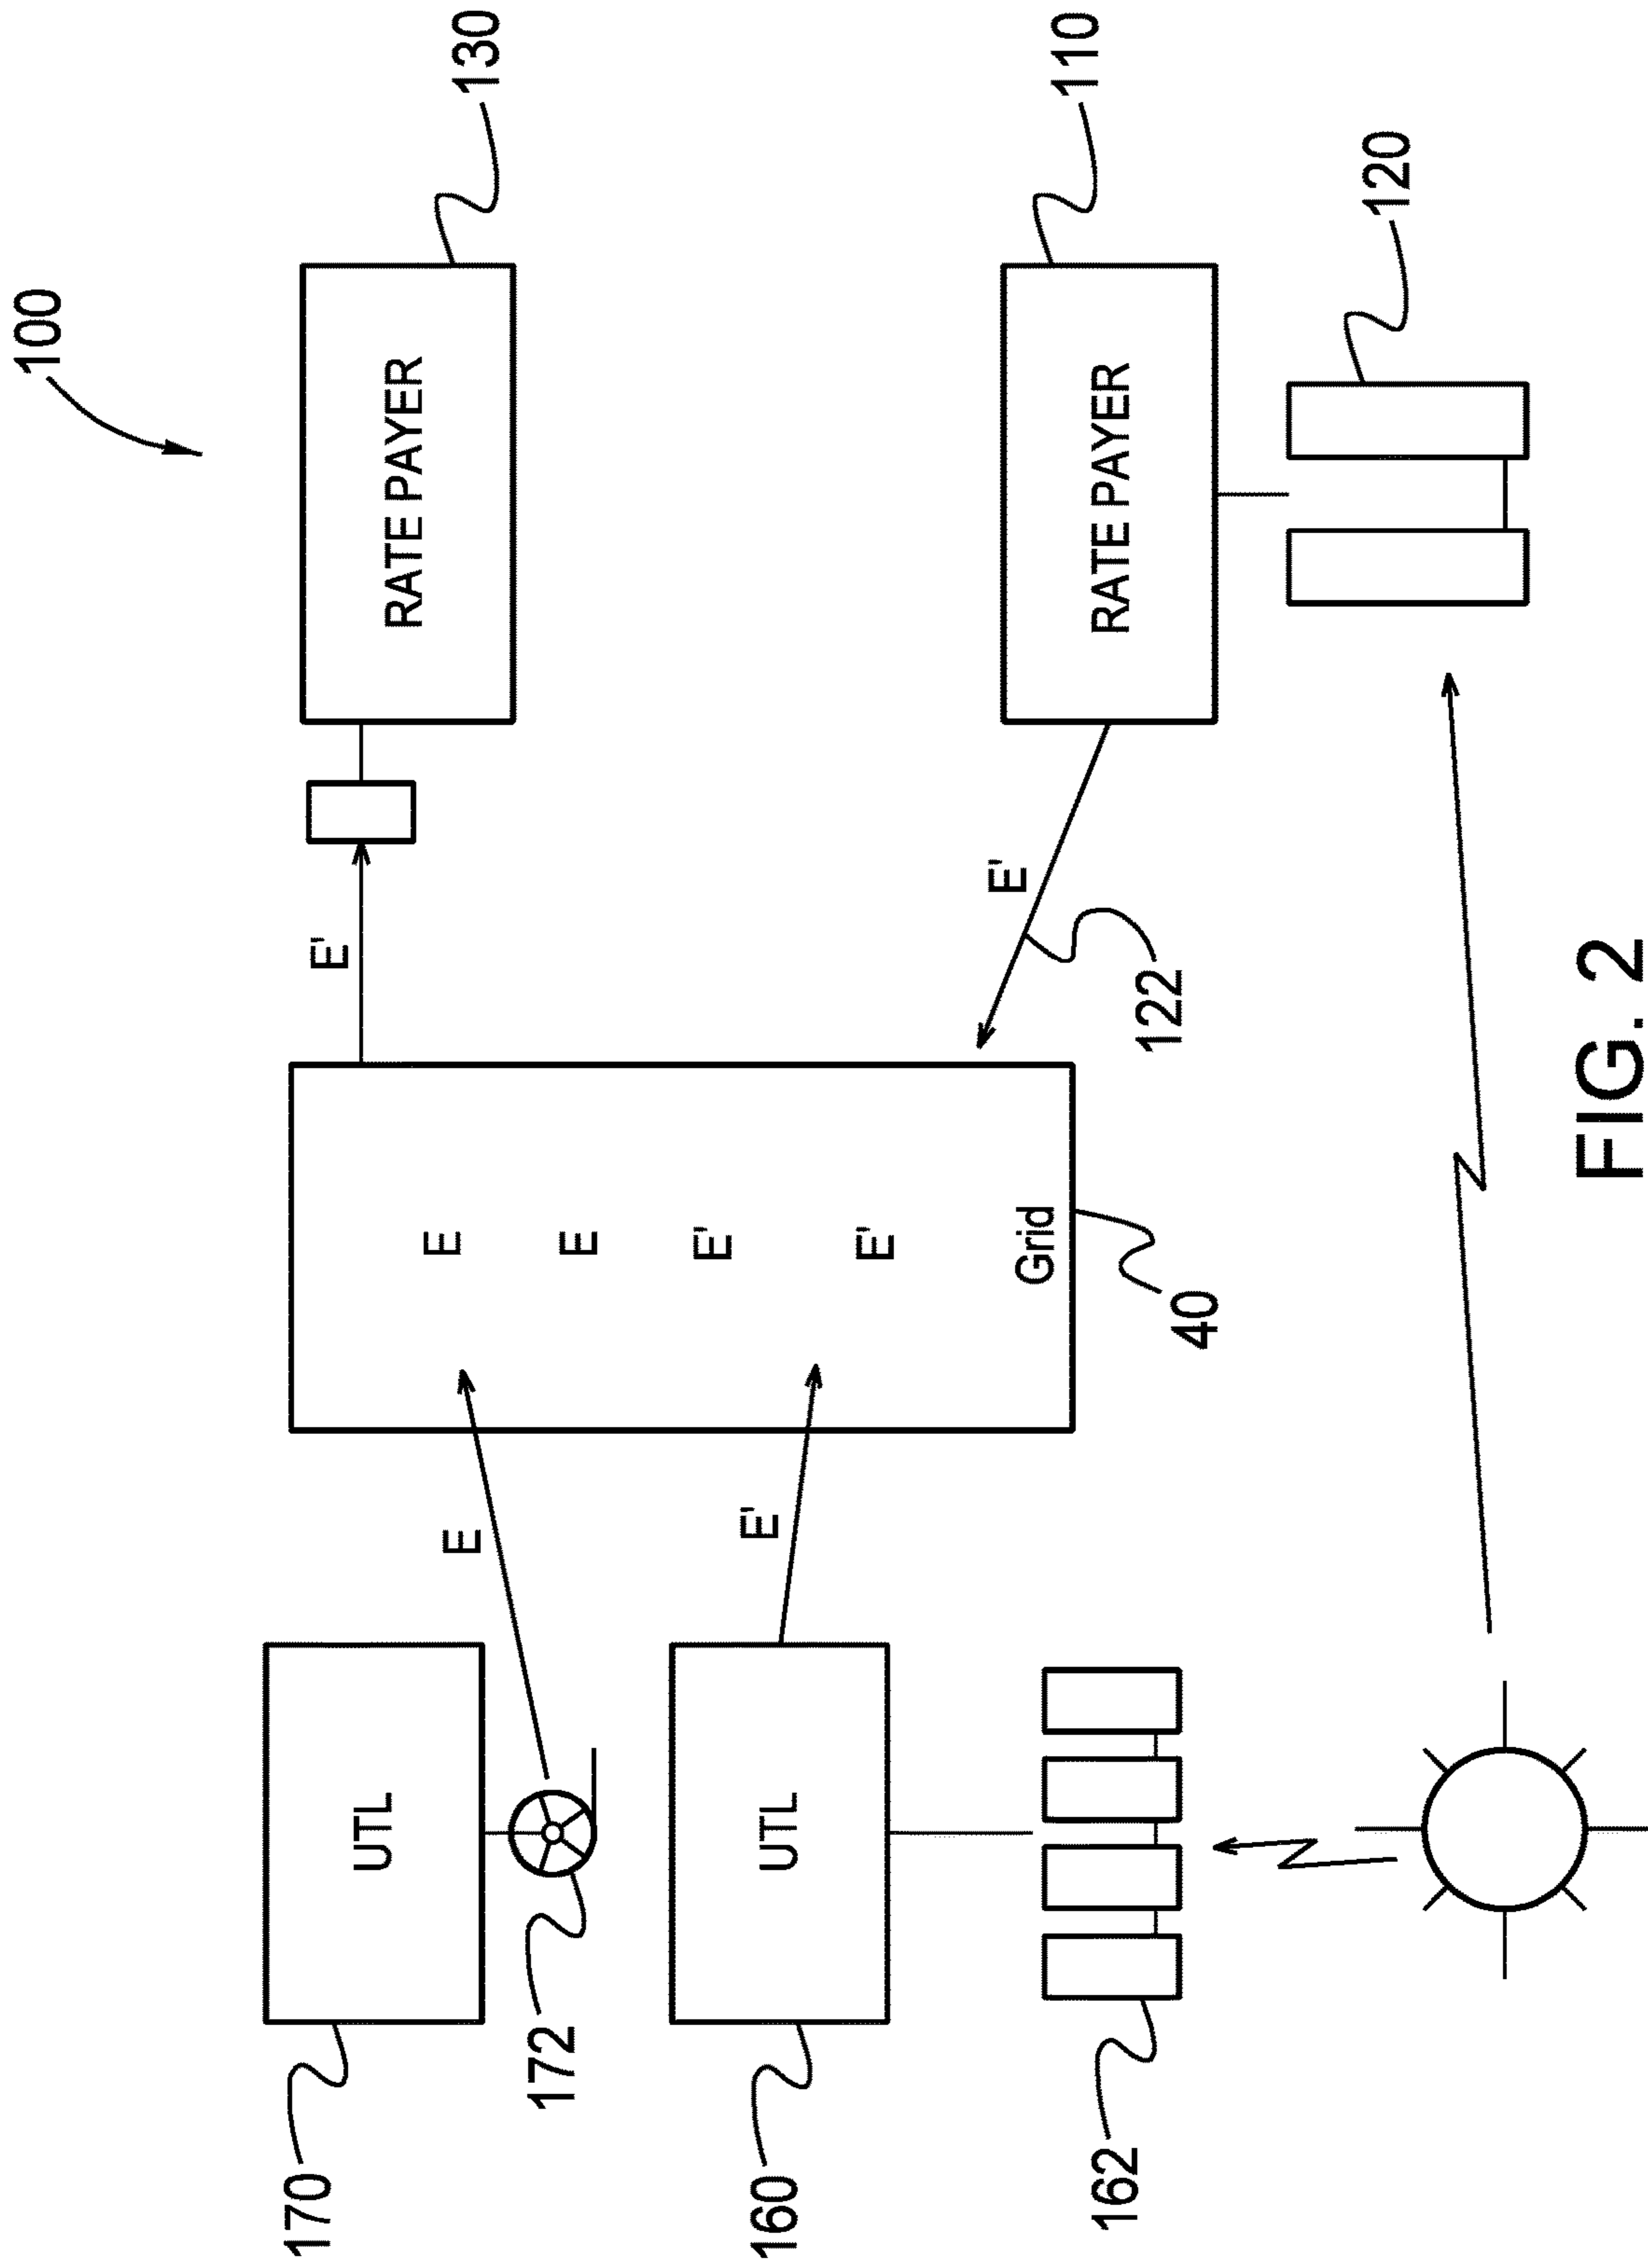 100
170
E'
UTL
RATE PAYER
E
E
130
172
E
E'
E'
160
UTL
E'
E'
Grid
110
RATE PAYER
162
122
40
120
FIG. 2